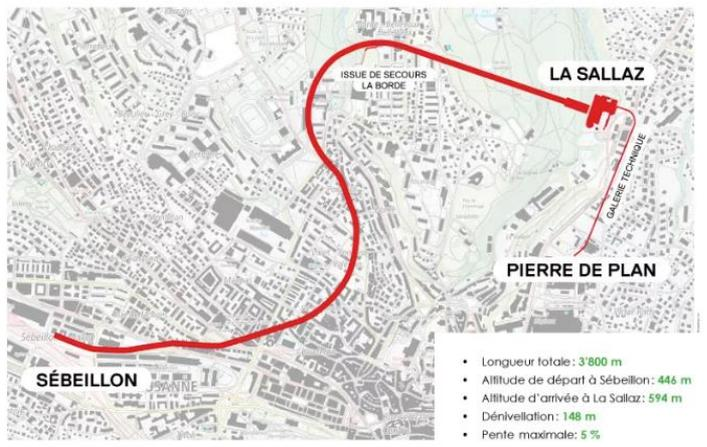 ISSUE DE SECOURS
LA BORDE
LA SALLAZ
GALERIE TECHNIQUE
PIERRE DE PLAN
SÉBEILLON
• Longueur totale : 3'800 m
• Altitude de départ à Sébeillon : 446 m
• Altitude d'arrivée à La Sallaz : 594 m
• Dénivellation : 148 m
• Pente maximale : 5 %